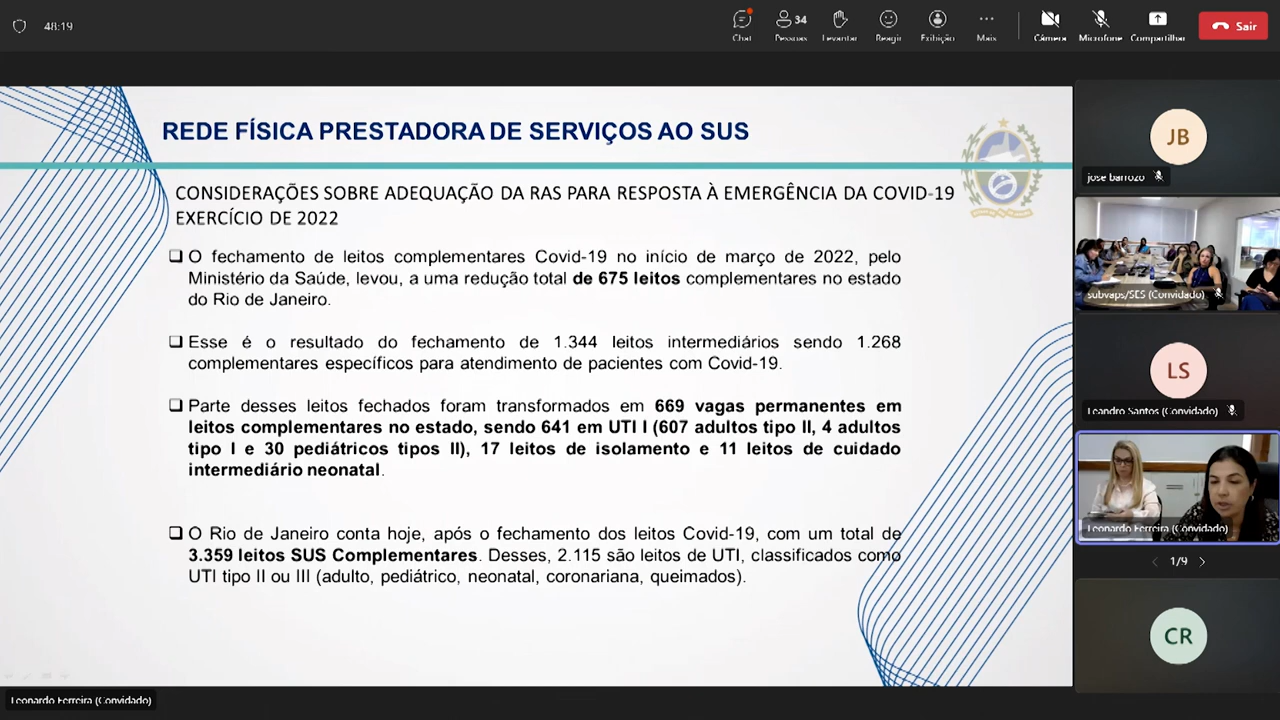 48:19
Chat
34
Pessoas
Levantar
Reagir
Exibição
Mais
Câmera
Microfone
Compartilhar
Sair
REDE FÍSICA PRESTADORA DE SERVIÇOS AO SUS
CONSIDERAÇÕES SOBRE ADEQUAÇÃO DA RAS PARA RESPOSTA À EMERGÊNCIA DA COVID-19
EXERCÍCIO DE 2022
O fechamento de leitos complementares Covid-19 no início de março de 2022, pelo
Ministério da Saúde, levou, a uma redução total de 675 leitos complementares no estado
do Rio de Janeiro.
Esse é o resultado do fechamento de 1.344 leitos intermediários sendo 1.268
complementares específicos para atendimento de pacientes com Covid-19.
Parte desses leitos fechados foram transformados em 669 vagas permanentes em
leitos complementares no estado, sendo 641 em UTI I (607 adultos tipo II, 4 adultos
tipo I e 30 pediátricos tipos II), 17 leitos de isolamento e 11 leitos de cuidado
intermediário neonatal.
O Rio de Janeiro conta hoje, após o fechamento dos leitos Covid-19, com um total de
3.359 leitos SUS Complementares. Desses, 2.115 são leitos de UTI, classificados como
UTI tipo II ou III (adulto, pediátrico, neonatal, coronariana, queimados).
JB
jose barrozo
subvaps/SES (Convidado)
LS
Leandro Santos (Convidado)
Leonardo Ferreira (Convidado)
1/9
CR
Leonardo Ferreira (Convidado)